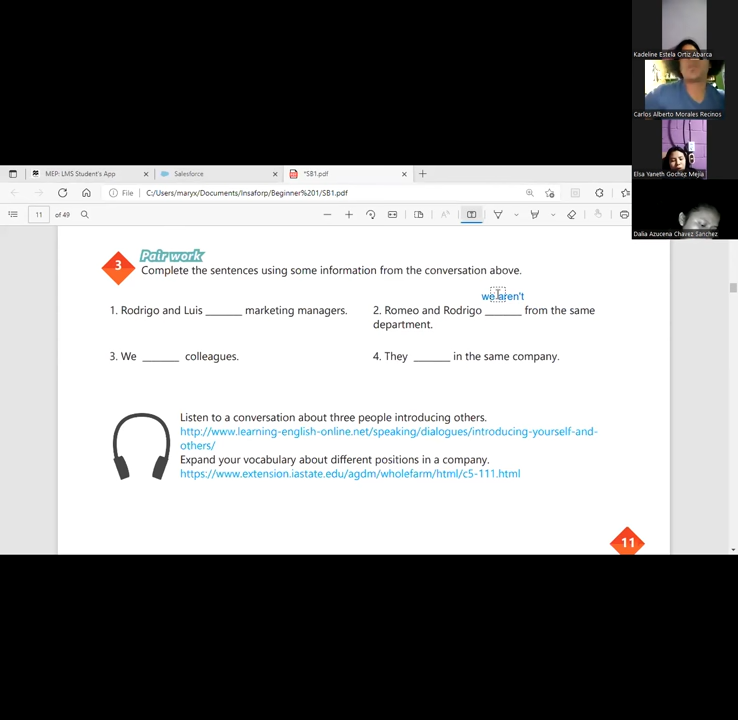 Kadeline Estela Ortiz Abarca
Carlos Alberto Morales Recinos
Elsa Yaneth Gochez Mejia
Dalia Azucena Chavez Sanchez
MEP: LMS Student's App
Salesforce
*SB1.pdf
File
C:/Users/maryx/Documents/Insaforp/Beginner%201/SB1.pdf
11 of 49
3
Pair work
Complete the sentences using some information from the conversation above.
we aren't
1. Rodrigo and Luis _______ marketing managers.
2. Romeo and Rodrigo _______ from the same
department.
3. We _______ colleagues.
4. They _______ in the same company.
Listen to a conversation about three people introducing others.
http://www.learning-english-online.net/speaking/dialogues/introducing-yourself-and-
others/
Expand your vocabulary about different positions in a company.
https://www.extension.iastate.edu/agdm/wholefarm/html/c5-111.html
11